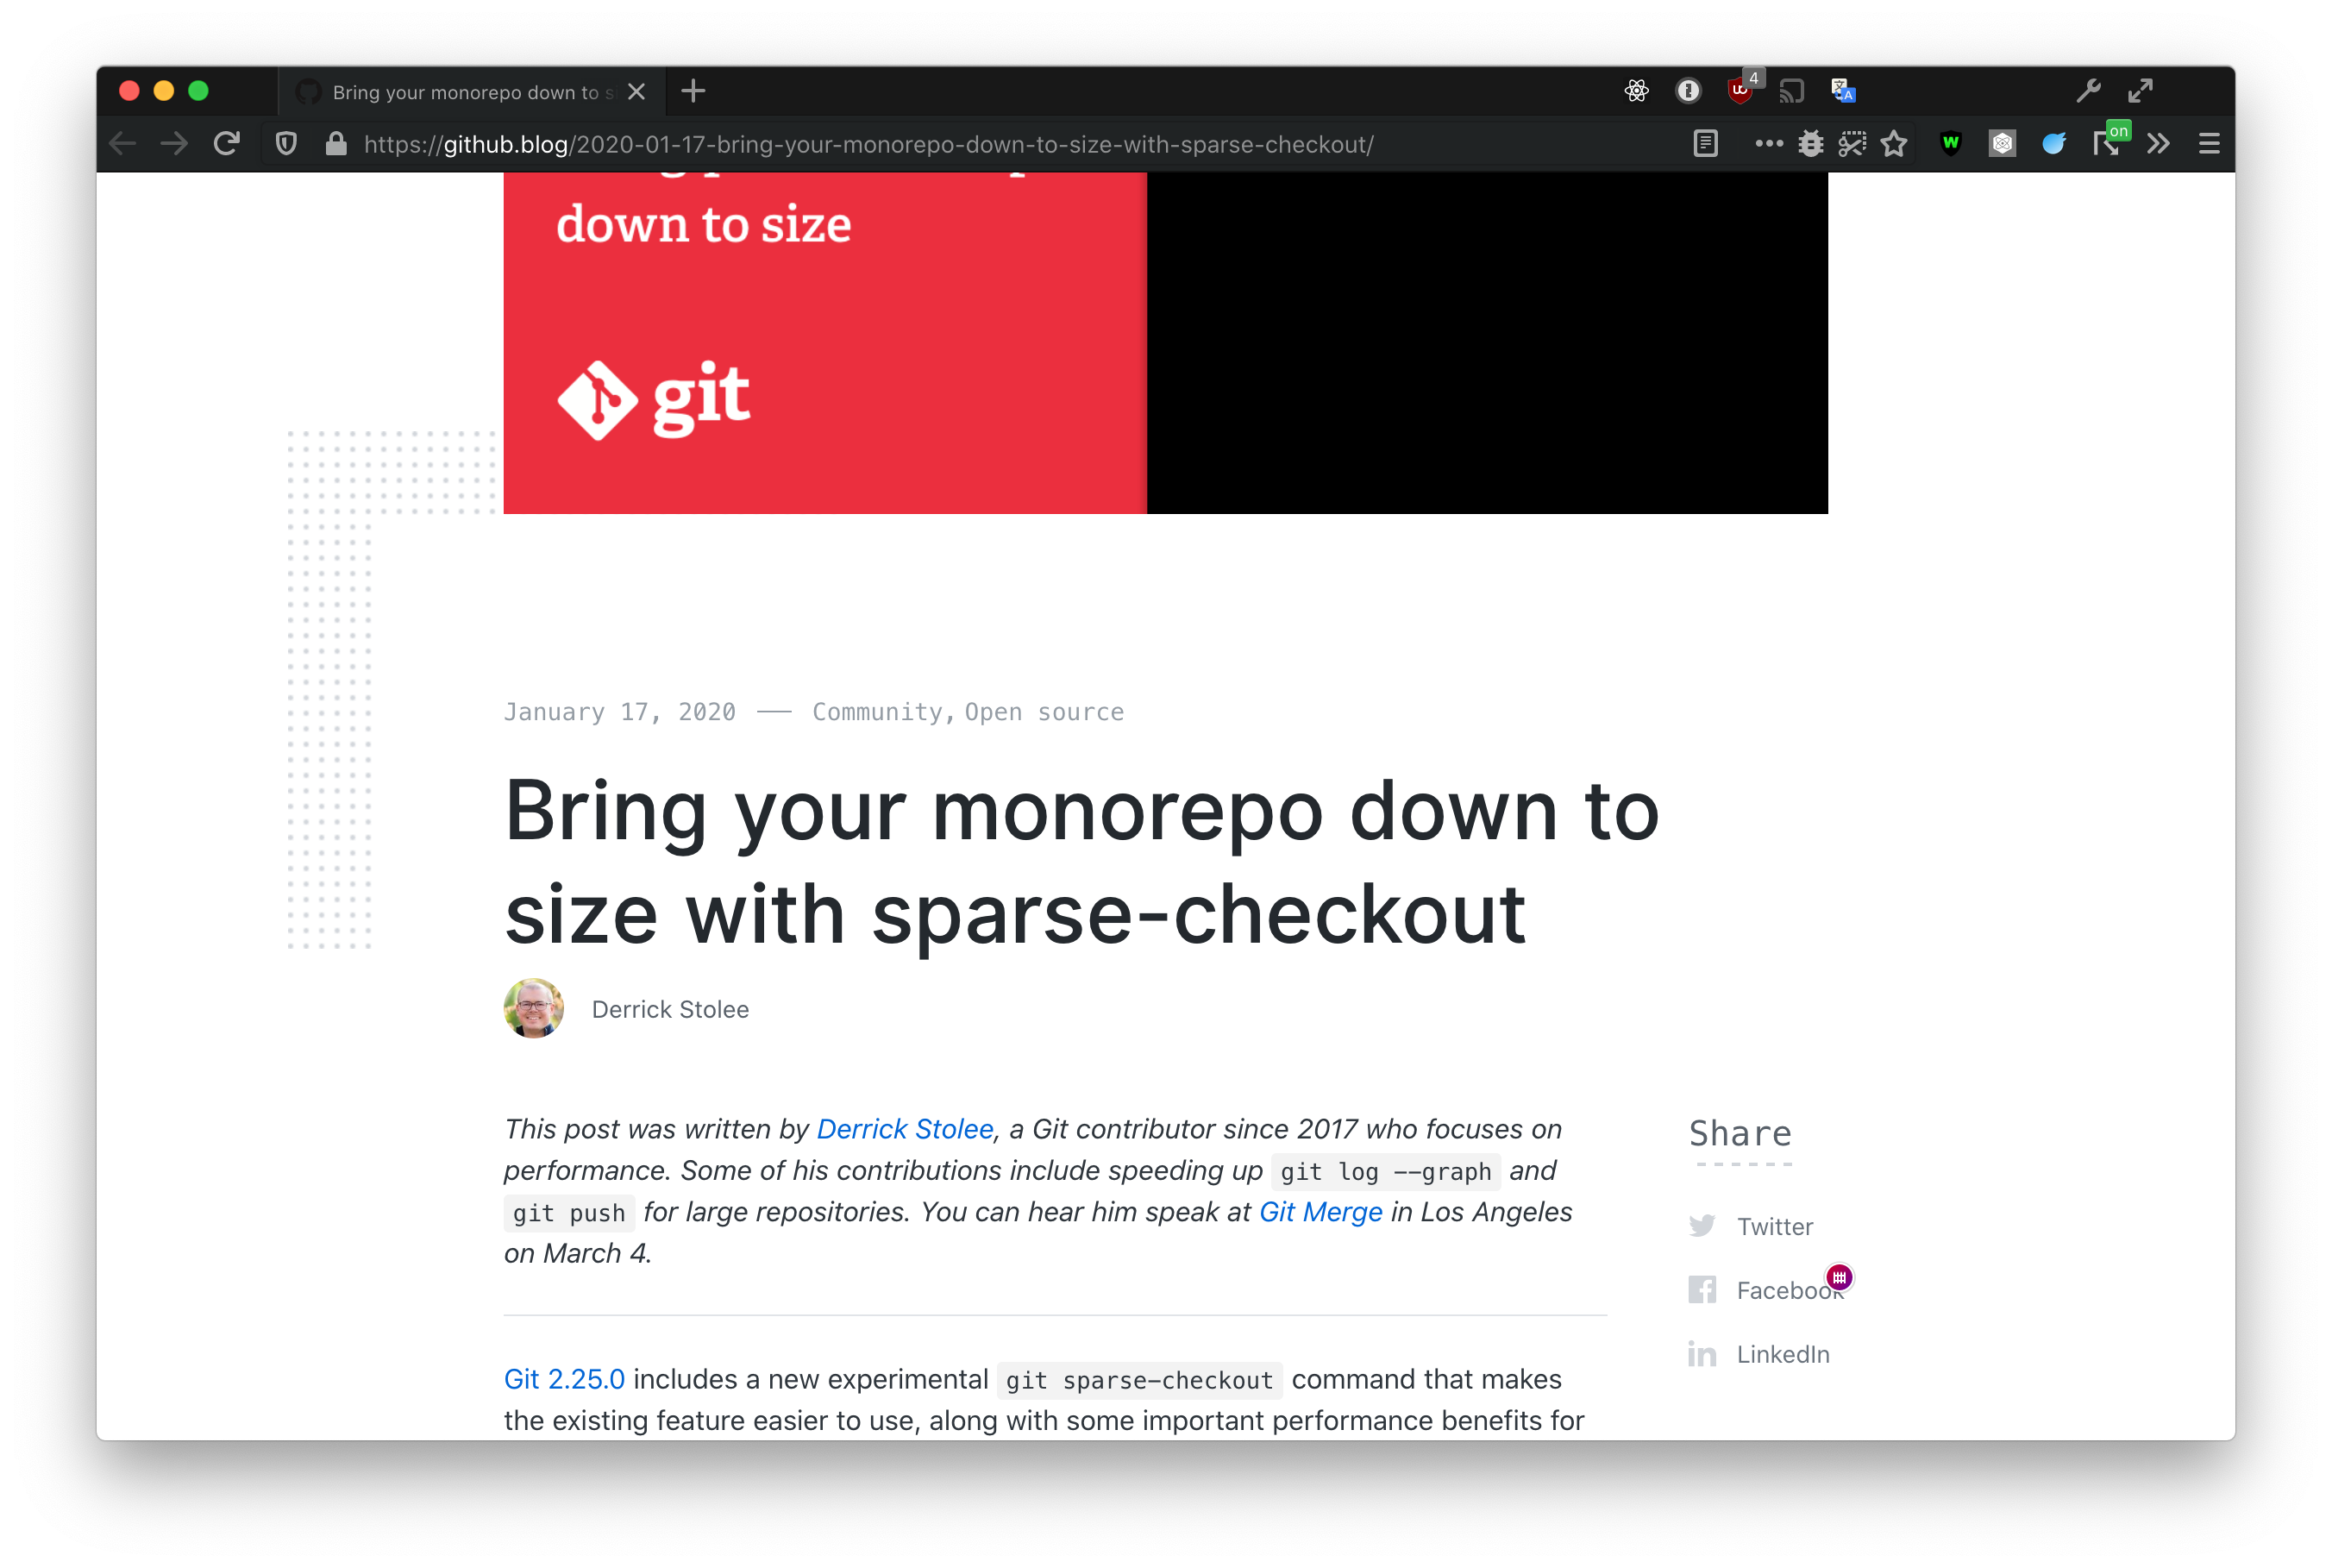 Bring your monorepo down to s
4
https://github.blog/2020-01-17-bring-your-monorepo-down-to-size-with-sparse-checkout/
on
down to size
git
January 17, 2020 — Community, Open source
Bring your monorepo down to
size with sparse-checkout
Derrick Stolee
This post was written by Derrick Stolee, a Git contributor since 2017 who focuses on
performance. Some of his contributions include speeding up git log --graph and
git push for large repositories. You can hear him speak at Git Merge in Los Angeles
on March 4.
Share
Twitter
Facebook
LinkedIn
Git 2.25.0 includes a new experimental git sparse-checkout command that makes
the existing feature easier to use, along with some important performance benefits for